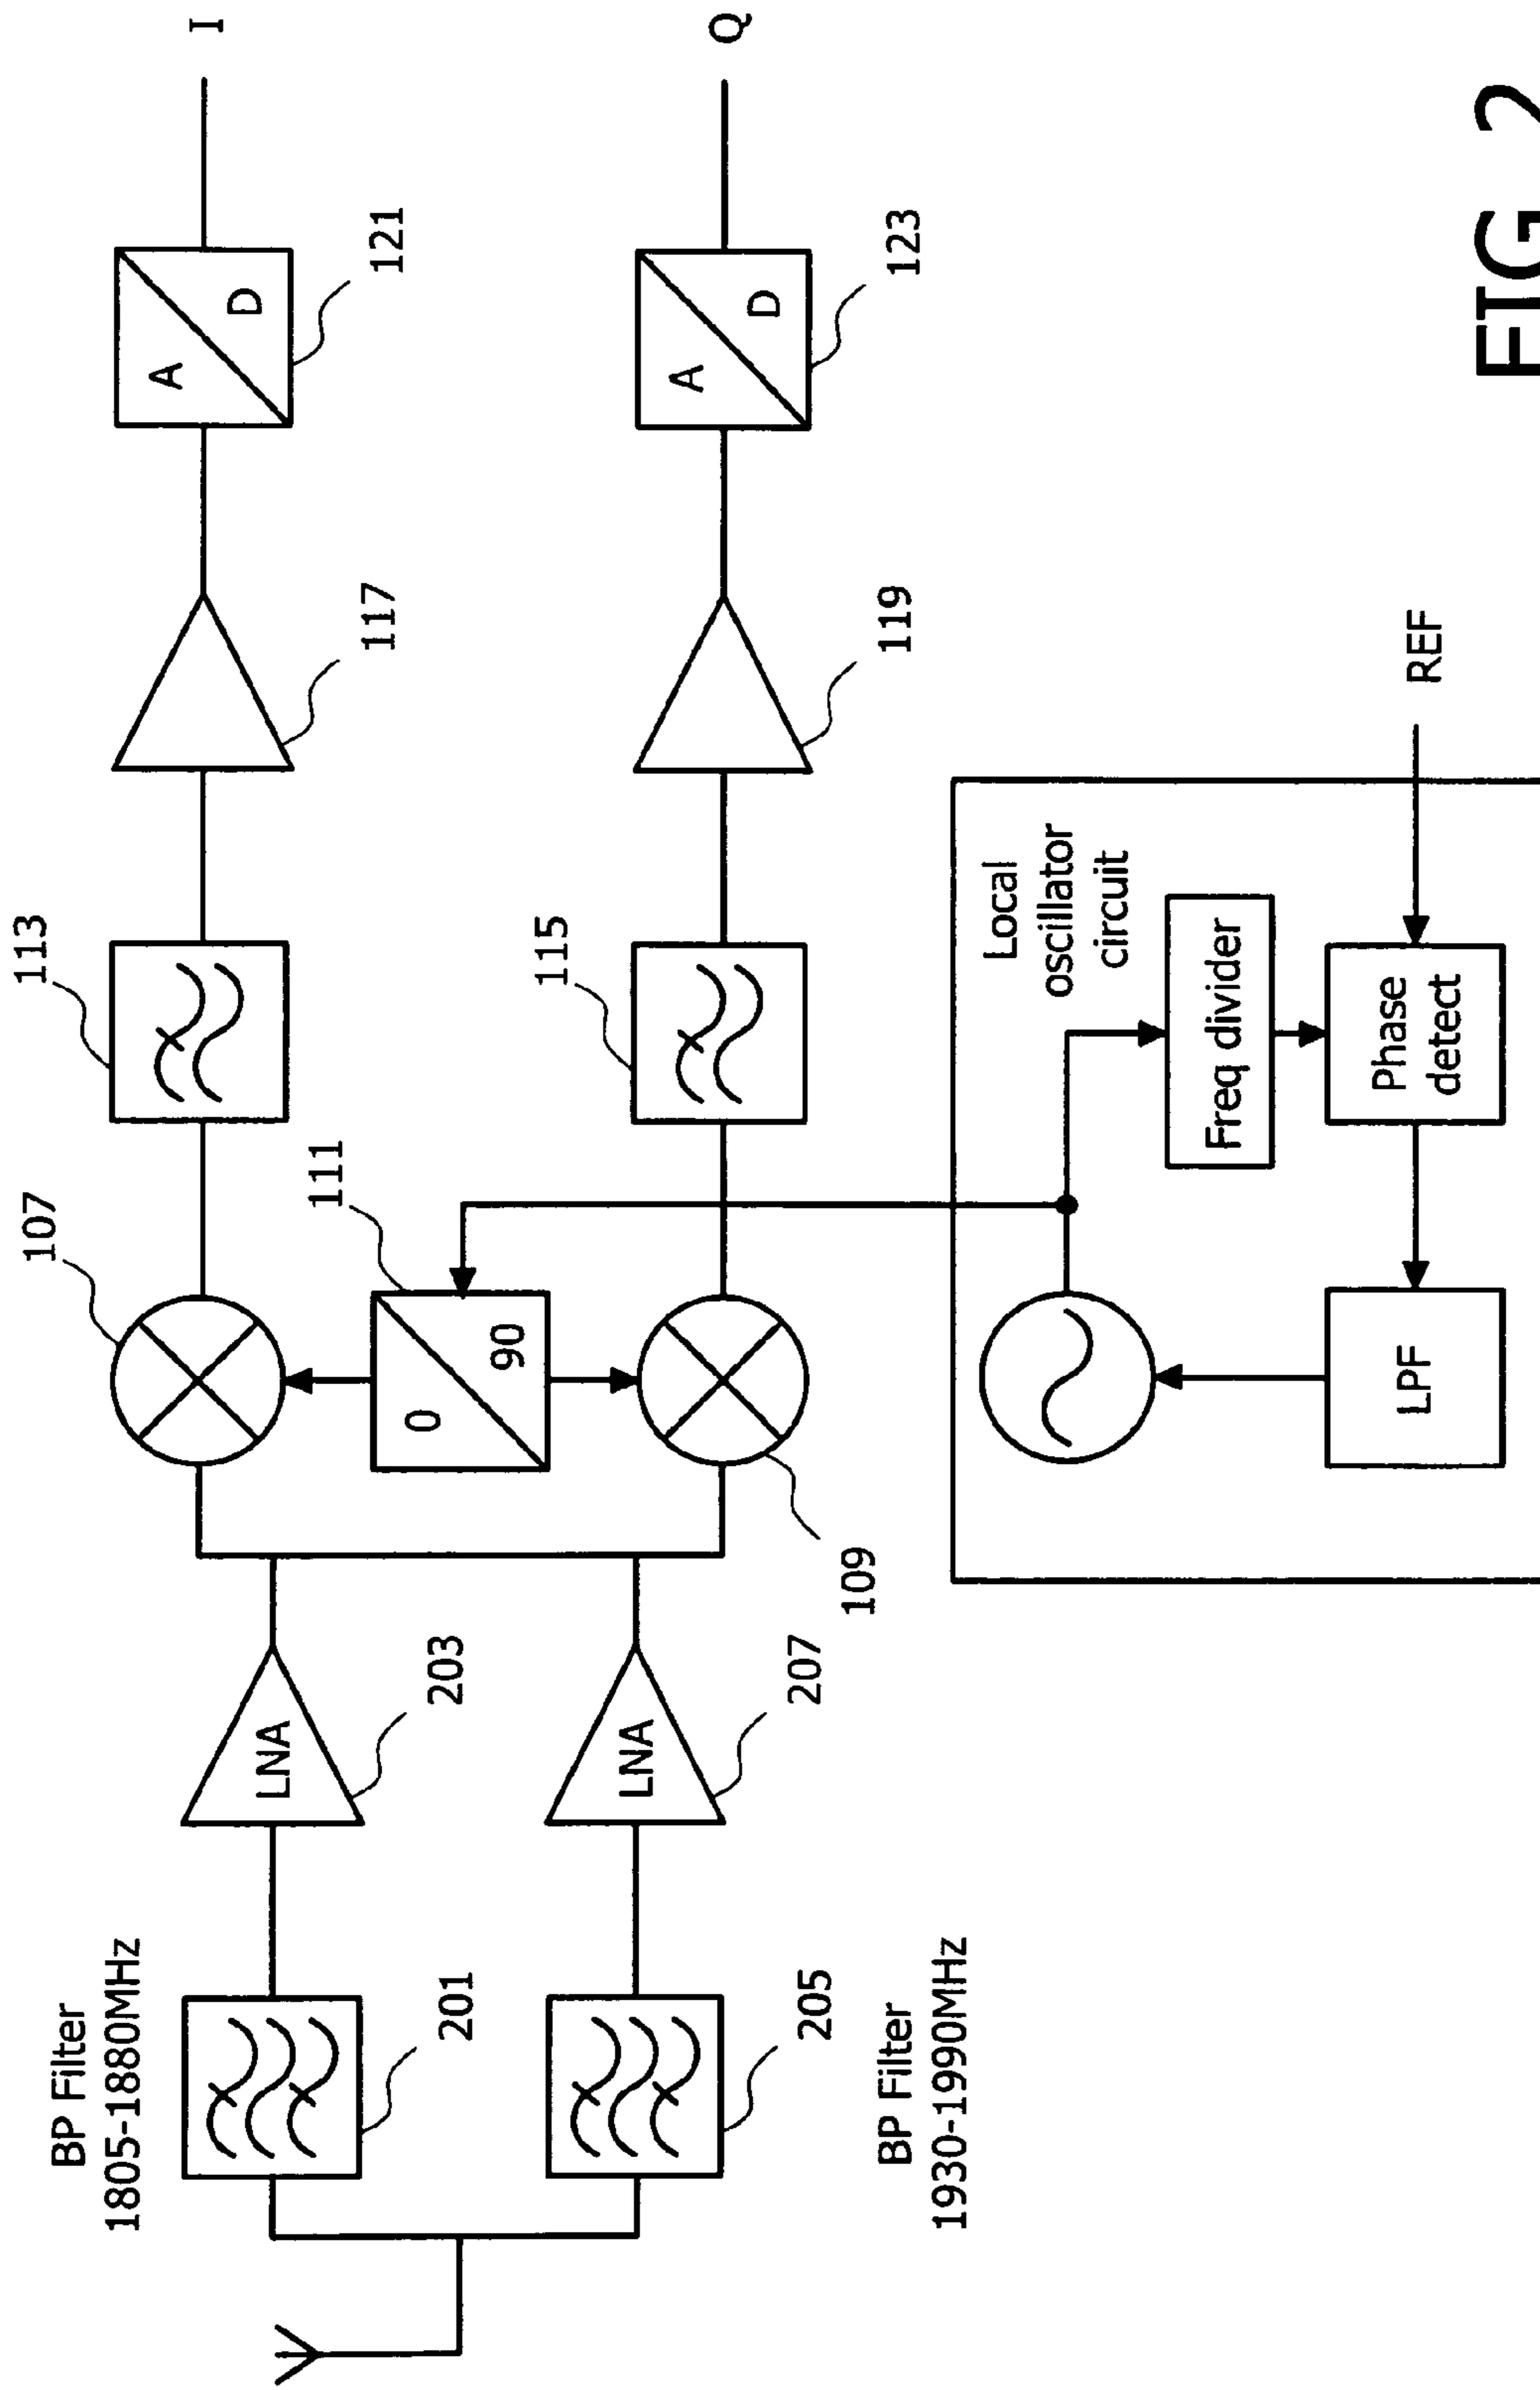 BP Filter
1805-1880MHz
201
LNA
203
BP Filter
1930-1990MHz
205
LNA
207
107
109
0
90
111
113
115
117
119
A
D
121
A
D
123
I
Q
Local
oscillator
circuit
Freq divider
Phase
detect
LPF
REF
FIG 2